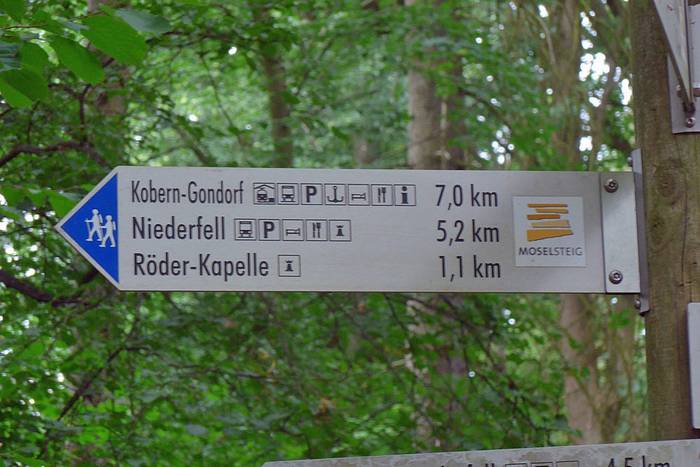 Kobern-Gondorf P i 7,0 km
Niederfell P 5,2 km
Röder-Kapelle 1,1 km
MOSELSTEIG
4,5 km